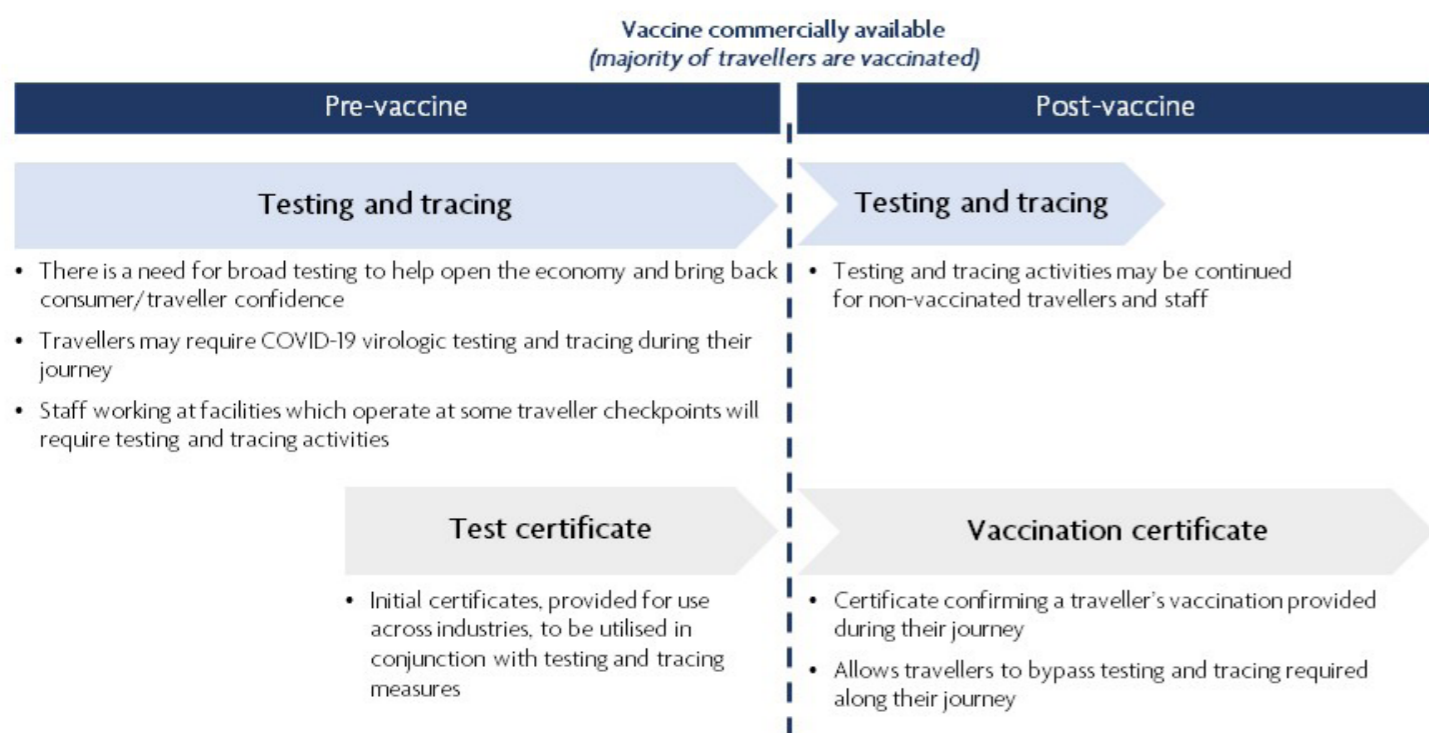 Vaccine commercially available
(majority of travellers are vaccinated)
Pre-vaccine
Post-vaccine
Testing and tracing
• There is a need for broad testing to help open the economy and bring back
consumer/traveller confidence
• Travellers may require COVID-19 virologic testing and tracing during their
journey
• Staff working at facilities which operate at some traveller checkpoints will
require testing and tracing activities
Testing and tracing
• Testing and tracing activities may be continued
for non-vaccinated travellers and staff
Test certificate
• Initial certificates, provided for use
across industries, to be utilised in
conjunction with testing and tracing
measures
Vaccination certificate
• Certificate confirming a traveller's vaccination provided
during their journey
• Allows travellers to bypass testing and tracing required
along their journey